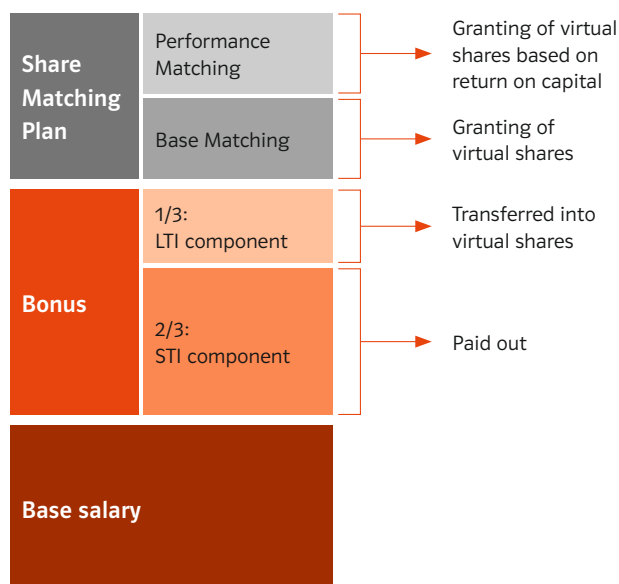 Share
Matching
Plan
Performance
Matching
Granting of virtual
shares based on
return on capital
Base Matching
Granting of
virtual shares
Bonus
1/3:
LTI component
Transferred into
virtual shares
2/3:
STI component
Paid out
Base salary